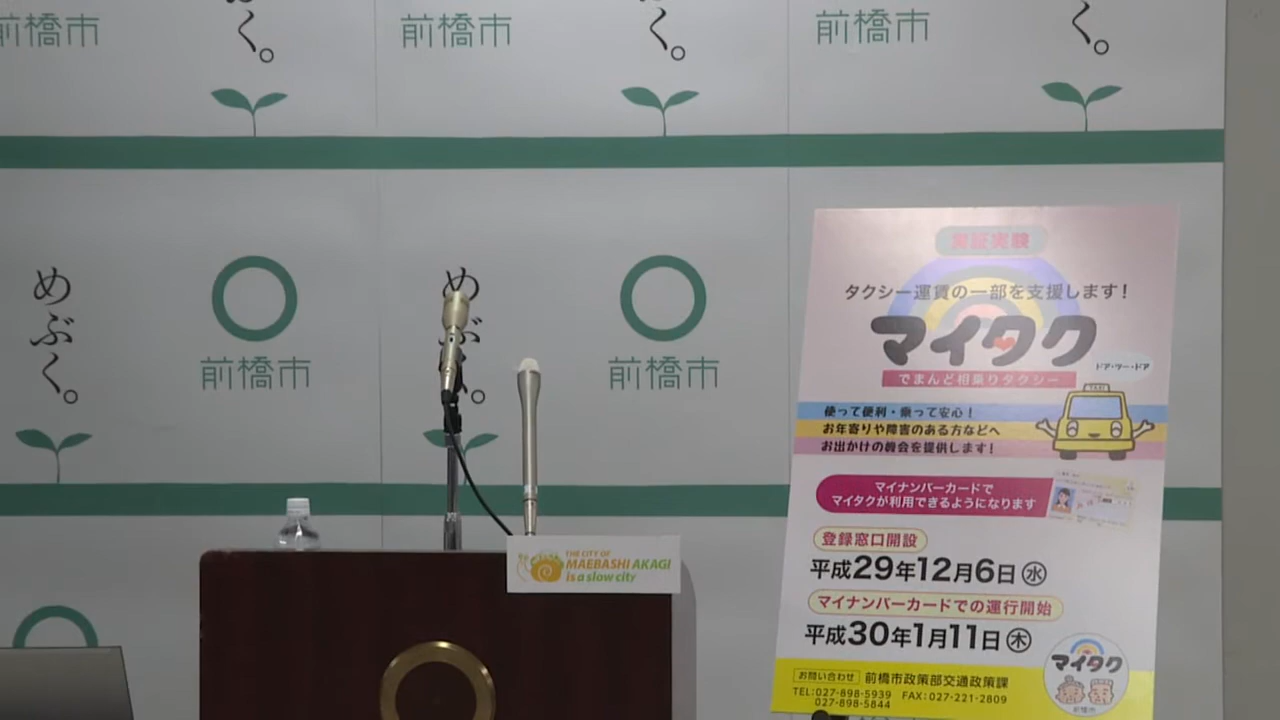 前橋市
く。
前橋市
く。
前橋市
く。
めぶく。
前橋市
めぶく。
前橋市
実証実験
タクシー運賃の一部を支援します!
マイタク
でまんど相乗りタクシー
ドア・ツー・ドア
TAXI
使って便利・乗って安心!
お年寄りや障害のある方などへ
お出かけの機会を提供します!
マイナンバーカードで
マイタクが利用できるようになります
登録窓口開設
平成29年12月6日㊌
マイナンバーカードでの運行開始
平成30年1月11日㊍
お問い合わせ 前橋市政策部交通政策課
TEL:027-898-5939 FAX:027-221-2809
027-898-5844
マイタク
前橋市
THE CITY OF
MAEBASHI AKAGI
is a slow city